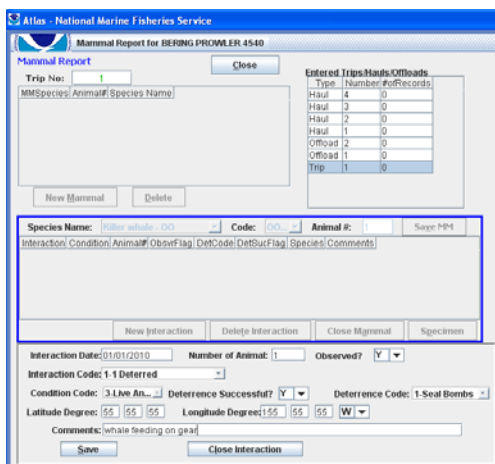 Atlas - National Marine Fisheries Service
Mammal Report for BERING PROWLER 4540
Mammal Report
Close
Trip No: 1
Entered Trips/Hauls/Offloads
MMSpecies Animal# Species Name
Type Number #ofRecords
Haul 4 0
Haul 3 0
Haul 2 0
Haul 1 0
Offload 2 0
Offload 1 0
Trip 1 0
New Mammal Delete
Species Name: Killer whale - OO Code: OO... Animal #: 1 Save MM
Interaction Condition Animal# ObsvrFlag DetCode DetSucFlag Species Comments
New Interaction Delete Interaction Close Mammal Specimen
Interaction Date: 01/01/2010 Number of Animal: 1 Observed? Y
Interaction Code: 1-1 Deterred
Condition Code: 3-Live An... Deterrence Successful? Y Deterrence Code: 1-Seal Bombs
Latitude Degree: 55 55 55 Longitude Degree: 155 55 55 W
Comments: whale feeding on gear
Save Close Interaction